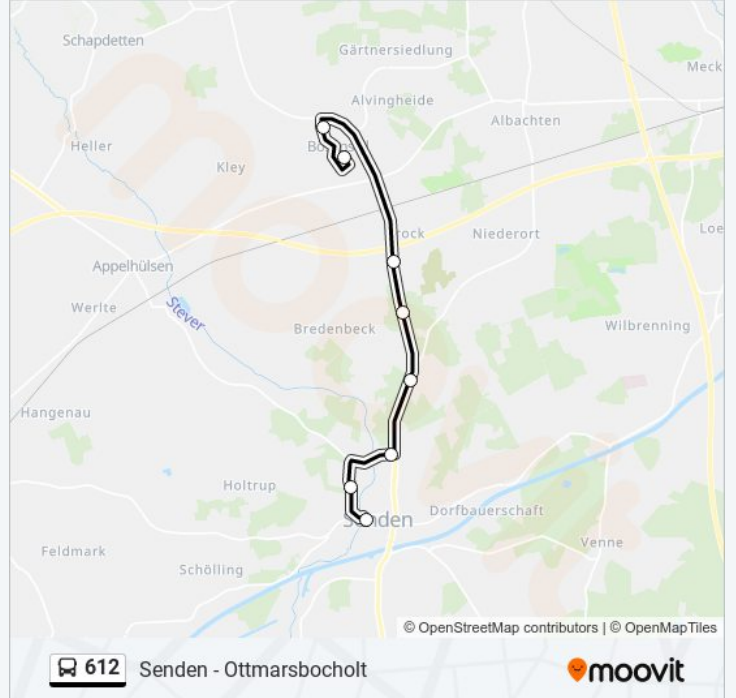 Schapdetten
Gärtnersiedlung
Meck
Alvingheide
Albachten
Heller
Kley
Loe
Niederort
Appelhülsen
Stever
Werlte
Bredenbeck
Wilbrenning
Hangenau
Holtrup
Dorfbauerschaft
Senden
Venne
Feldmark
Schölling
© OpenStreetMap contributors | © OpenMapTiles
612 Senden - Ottmarsbocholt
moovit